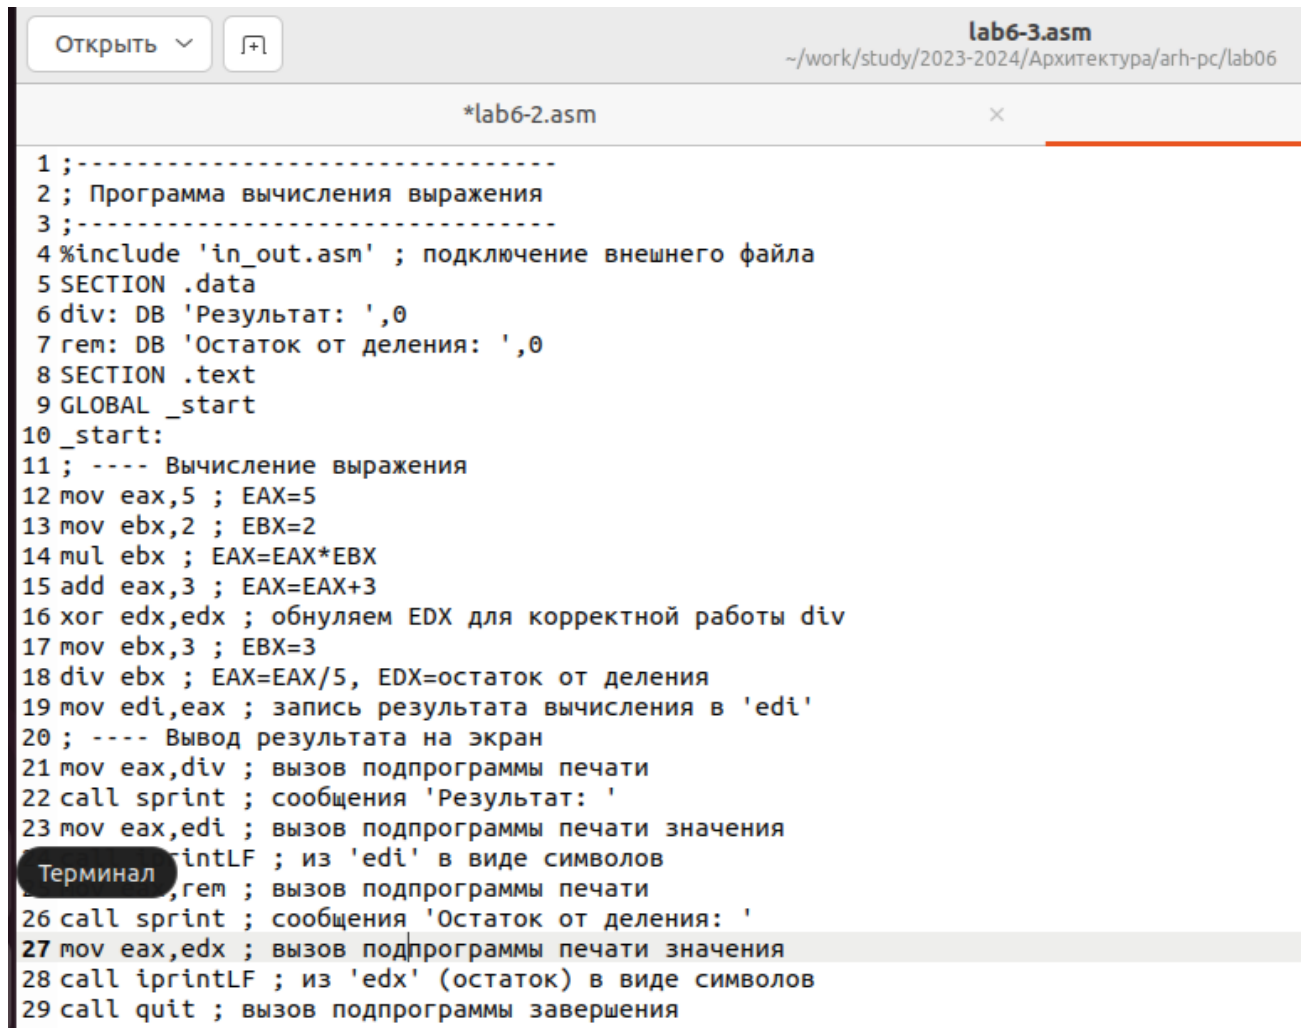 Открыть
lab6-3.asm
~/work/study/2023-2024/Архитектура/arh-pc/lab06
*lab6-2.asm ×
1 ;--------------------------------
2 ; Программа вычисления выражения
3 ;--------------------------------
4 %include 'in_out.asm' ; подключение внешнего файла
5 SECTION .data
6 div: DB 'Результат: ',0
7 rem: DB 'Остаток от деления: ',0
8 SECTION .text
9 GLOBAL _start
10 _start:
11 ; ---- Вычисление выражения
12 mov eax,5 ; EAX=5
13 mov ebx,2 ; EBX=2
14 mul ebx ; EAX=EAX*EBX
15 add eax,3 ; EAX=EAX+3
16 xor edx,edx ; обнуляем EDX для корректной работы div
17 mov ebx,3 ; EBX=3
18 div ebx ; EAX=EAX/5, EDX=остаток от деления
19 mov edi,eax ; запись результата вычисления в 'edi'
20 ; ---- Вывод результата на экран
21 mov eax,div ; вызов подпрограммы печати
22 call sprint ; сообщения 'Результат: '
23 mov eax,edi ; вызов подпрограммы печати значения
intLF ; из 'edi' в виде символов
Терминал
,rem ; вызов подпрограммы печати
26 call sprint ; сообщения 'Остаток от деления: '
27 mov eax,edx ; вызов подпрограммы печати значения
28 call iprintLF ; из 'edx' (остаток) в виде символов
29 call quit ; вызов подпрограммы завершения